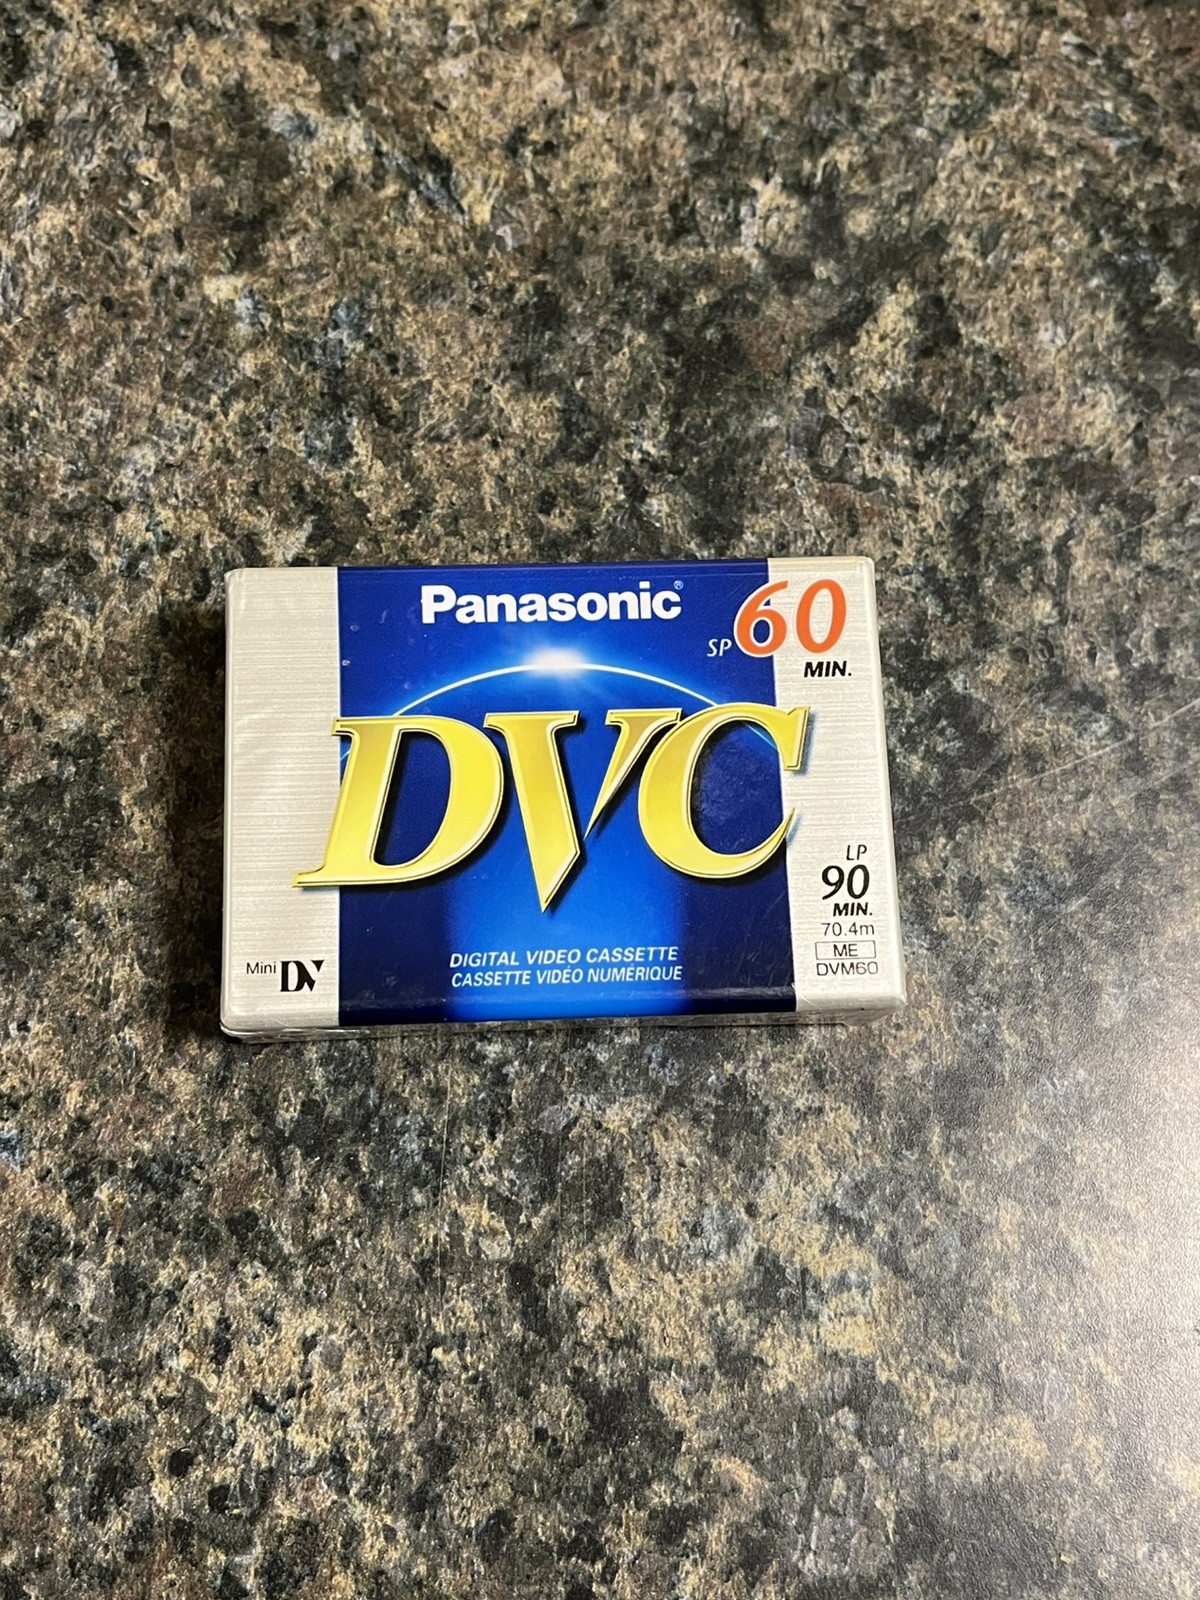 Panasonic®
SP 60
MIN.
DVC
LP
90
MIN.
70.4m
ME
DVM60
Mini DV
DIGITAL VIDEO CASSETTE
CASSETTE VIDÉO NUMÉRIQUE